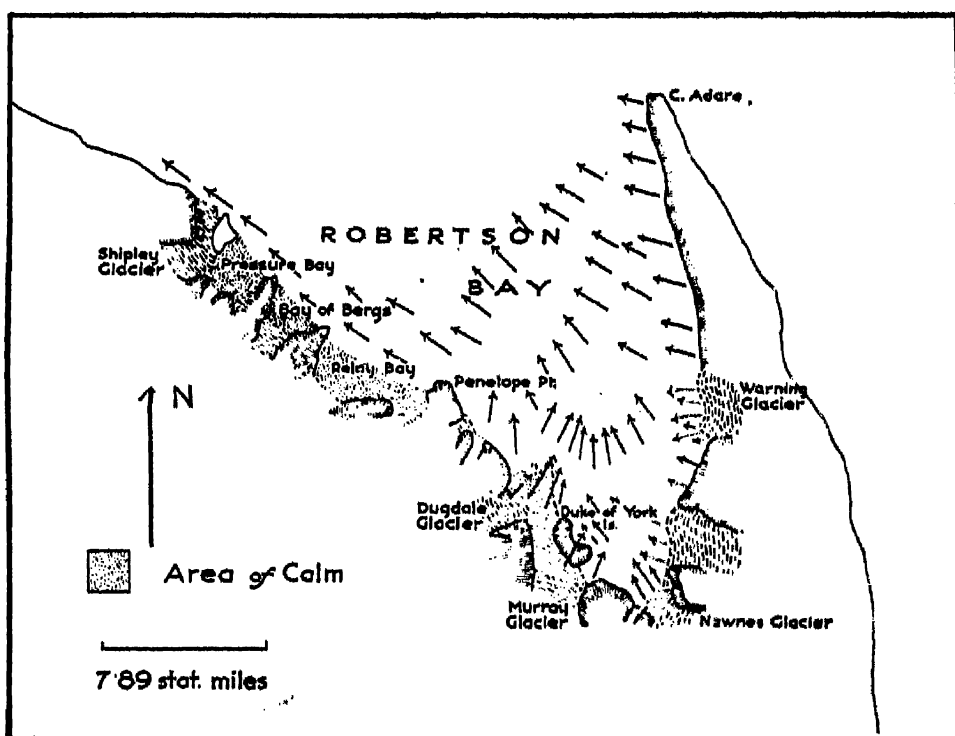 C. Adare,
ROBERTSON
BAY
Shipley
Glacier
Pressure Bay
Bay of Bergs
Relay Bay
Penelope Pt.
Warning
Glacier
N
Dugdale
Glacier
Duke of York
Is.
Area of Calm
Murray
Glacier
Newnes Glacier
7·89 stat. miles